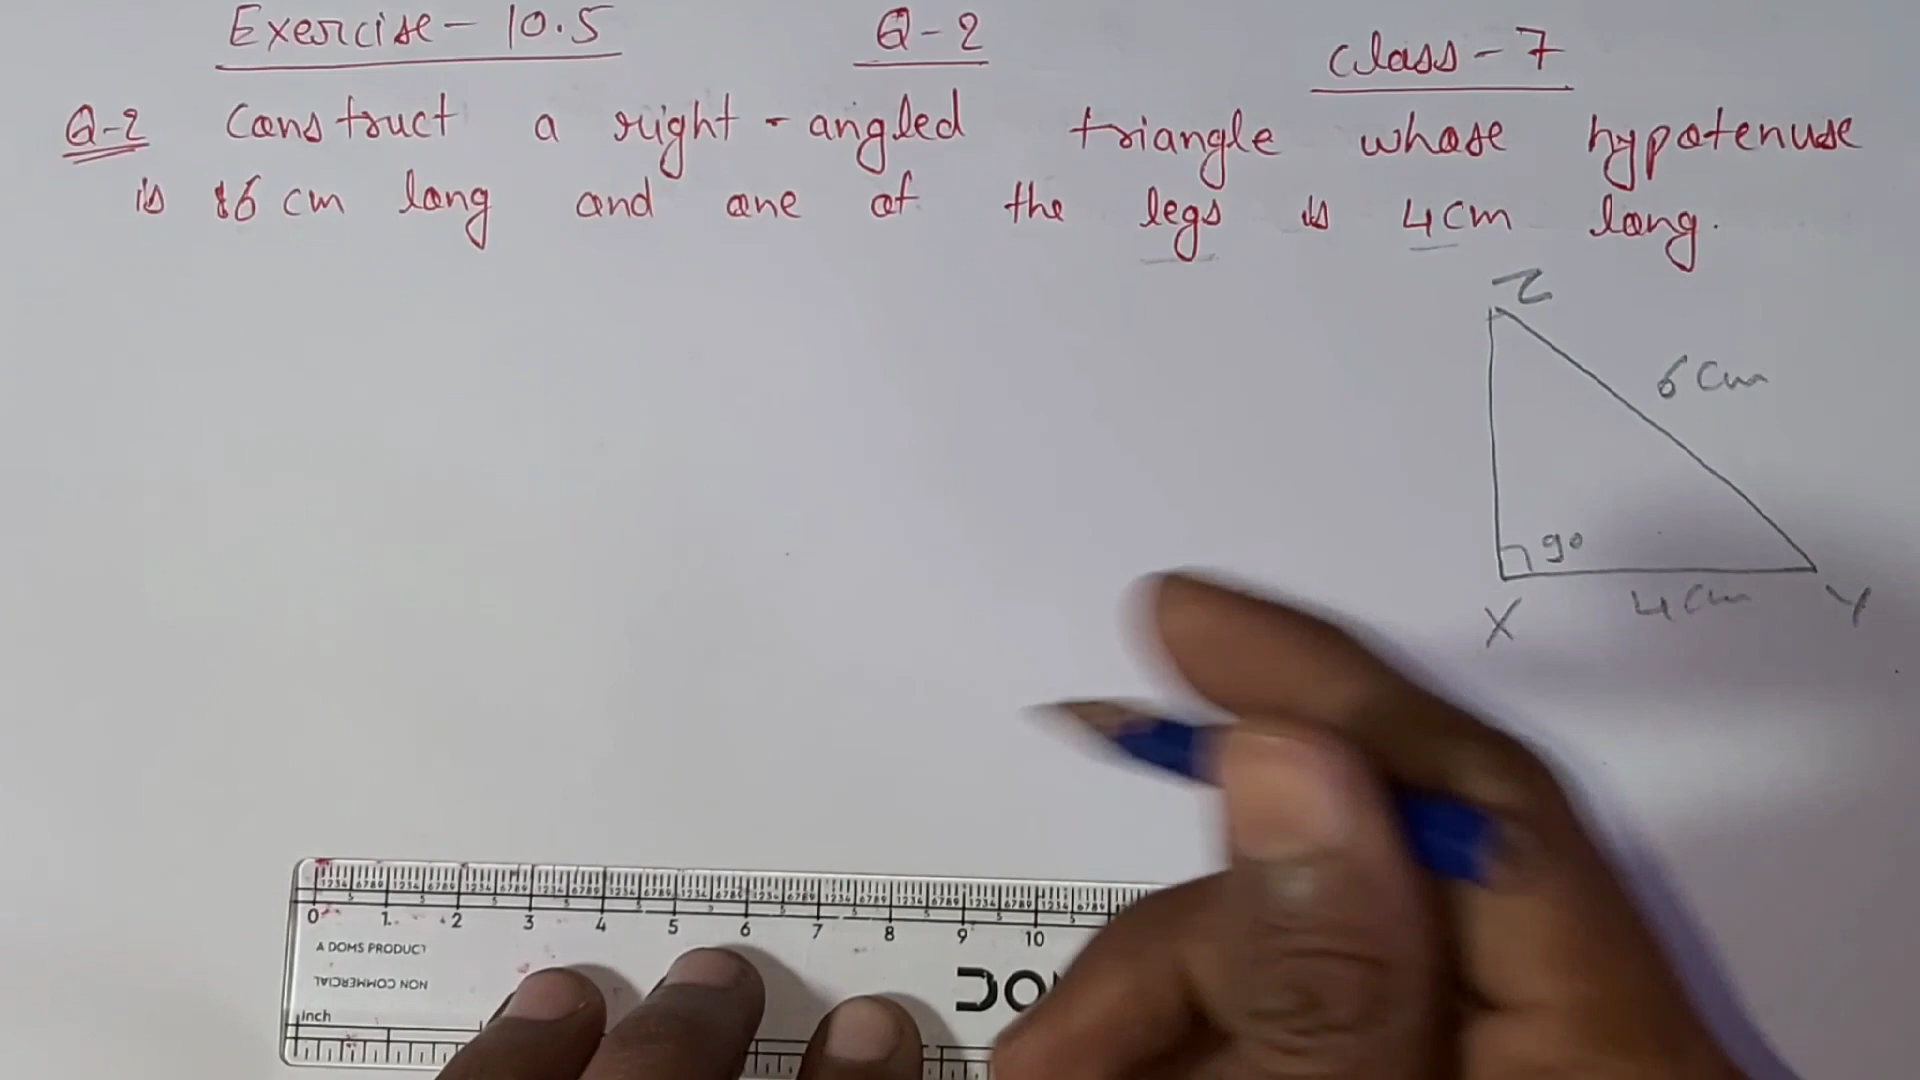 Exercise - 10.5 Q-2 Class - 7
Q-2 Construct a right-angled triangle whose hypotenuse
is 6 cm long and one of the legs is 4cm long.
Z
6 cm
90
X 4 cm Y
0 1 2 3 4 5 6 7 8 9 10
A DOMS PRODUCT
NON COMMERCIAL
Inch